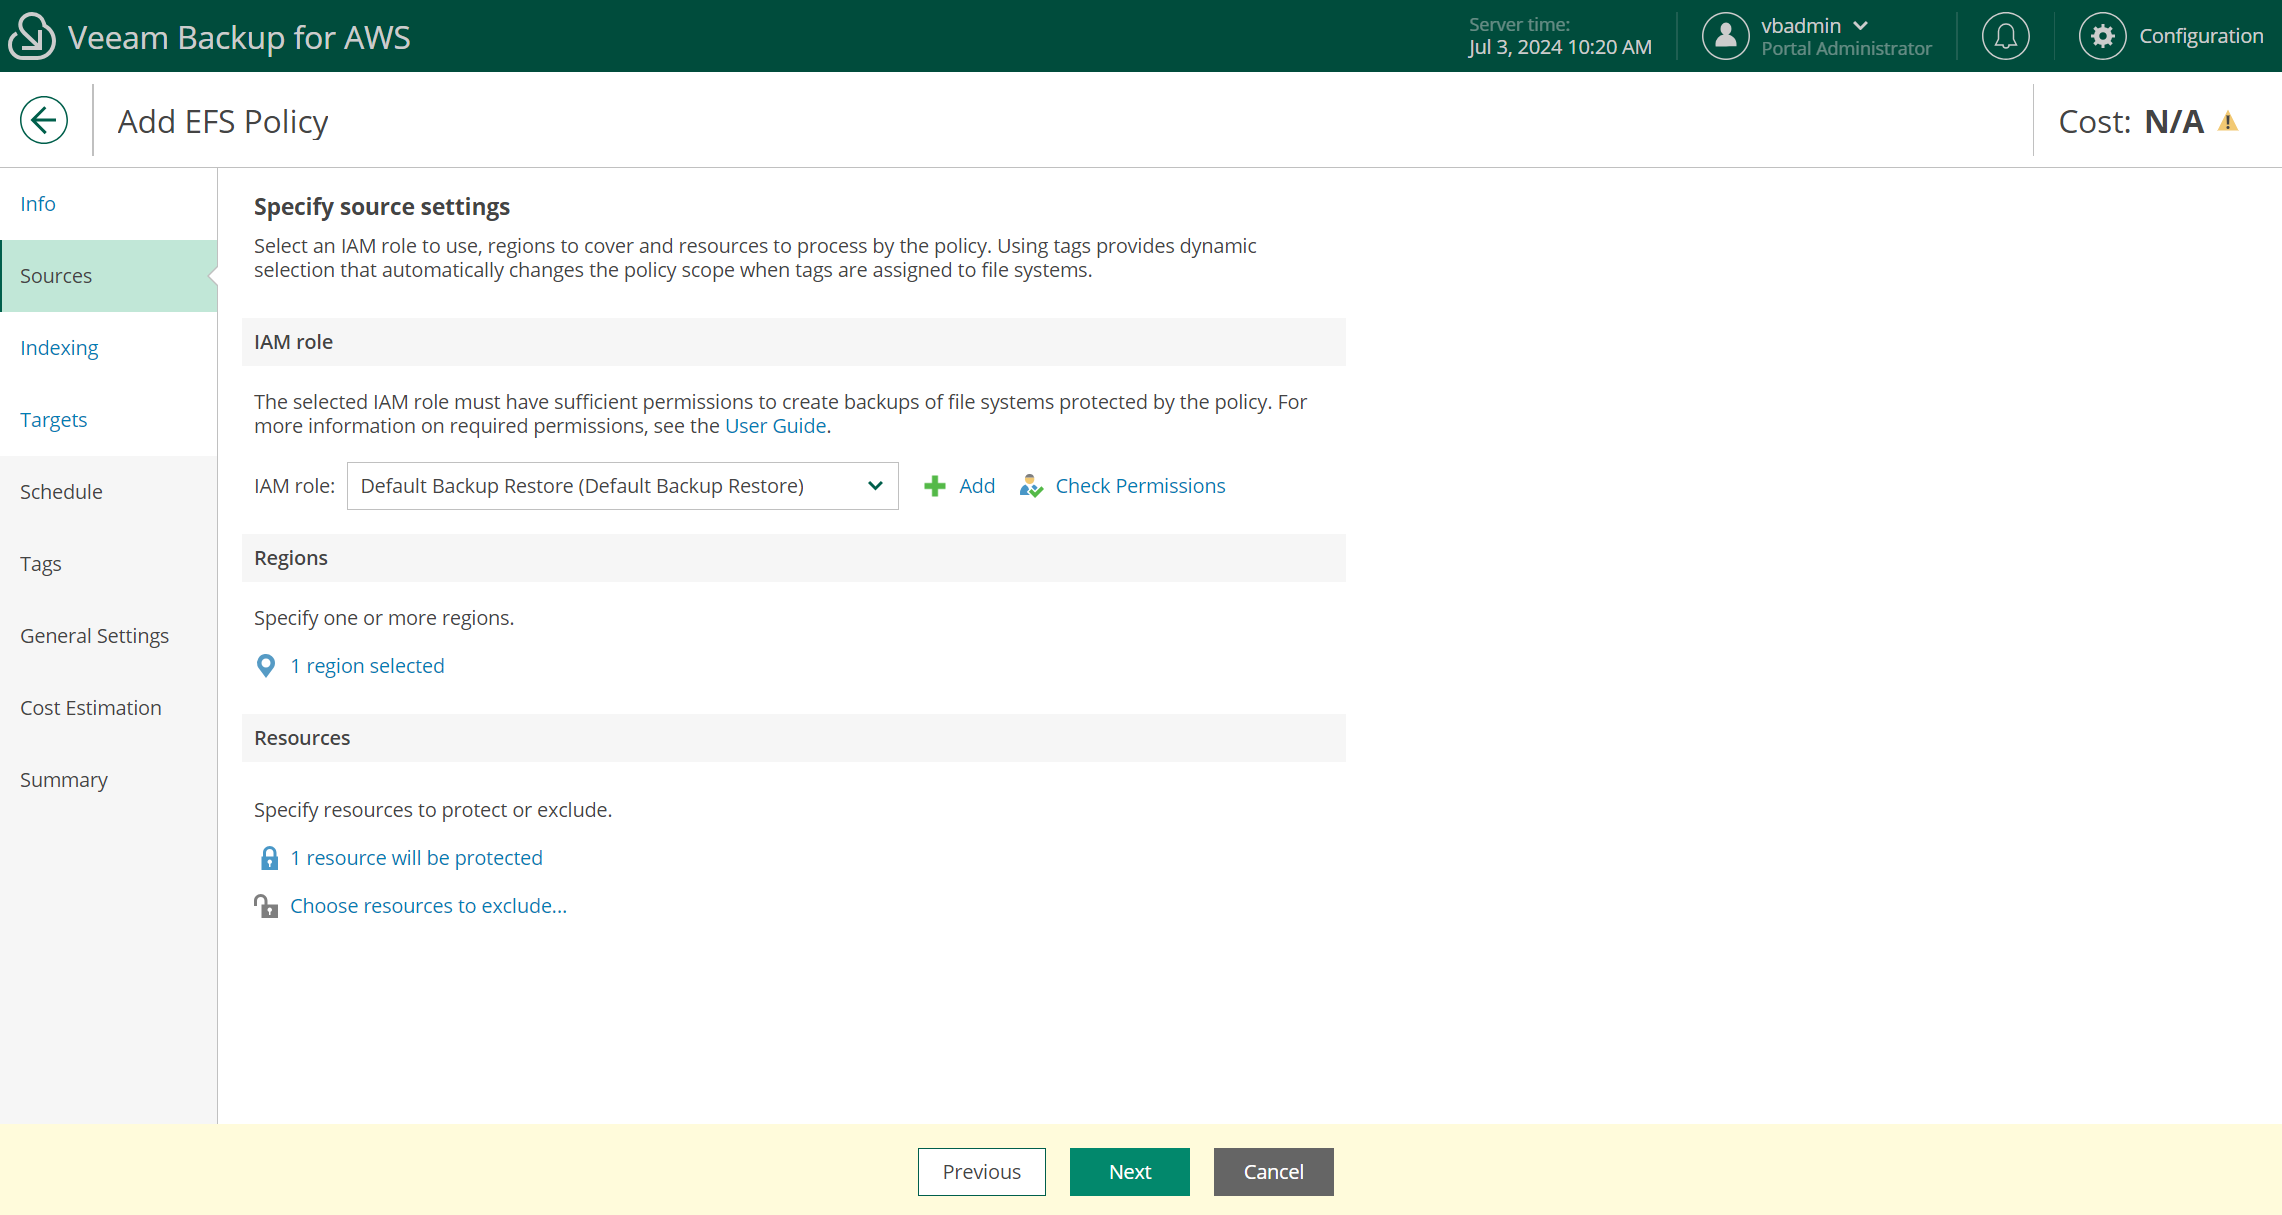 Veeam Backup for AWS
Server time:
Jul 3, 2024 10:20 AM
vbadmin
Portal Administrator
Configuration
Add EFS Policy
Cost: N/A
Info
Sources
Indexing
Targets
Schedule
Tags
General Settings
Cost Estimation
Summary
Specify source settings
Select an IAM role to use, regions to cover and resources to process by the policy. Using tags provides dynamic
selection that automatically changes the policy scope when tags are assigned to file systems.
IAM role
The selected IAM role must have sufficient permissions to create backups of file systems protected by the policy. For
more information on required permissions, see the User Guide.
IAM role: Default Backup Restore (Default Backup Restore) Add Check Permissions
Regions
Specify one or more regions.
1 region selected
Resources
Specify resources to protect or exclude.
1 resource will be protected
Choose resources to exclude...
Previous Next Cancel